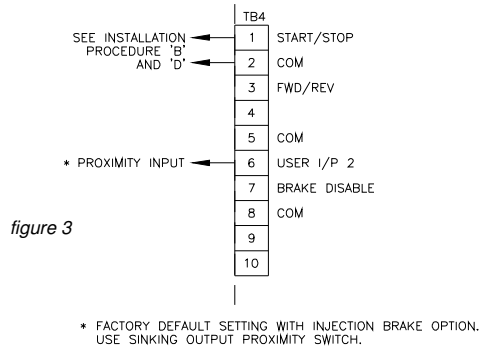 TB4
SEE INSTALLATION 1 START/STOP
PROCEDURE 'B'
AND 'D' 2 COM
3 FWD/REV
4
5 COM
* PROXIMITY INPUT 6 USER I/P 2
7 BRAKE DISABLE
8 COM
figure 3
9
10
* FACTORY DEFAULT SETTING WITH INJECTION BRAKE OPTION.
USE SINKING OUTPUT PROXIMITY SWITCH.